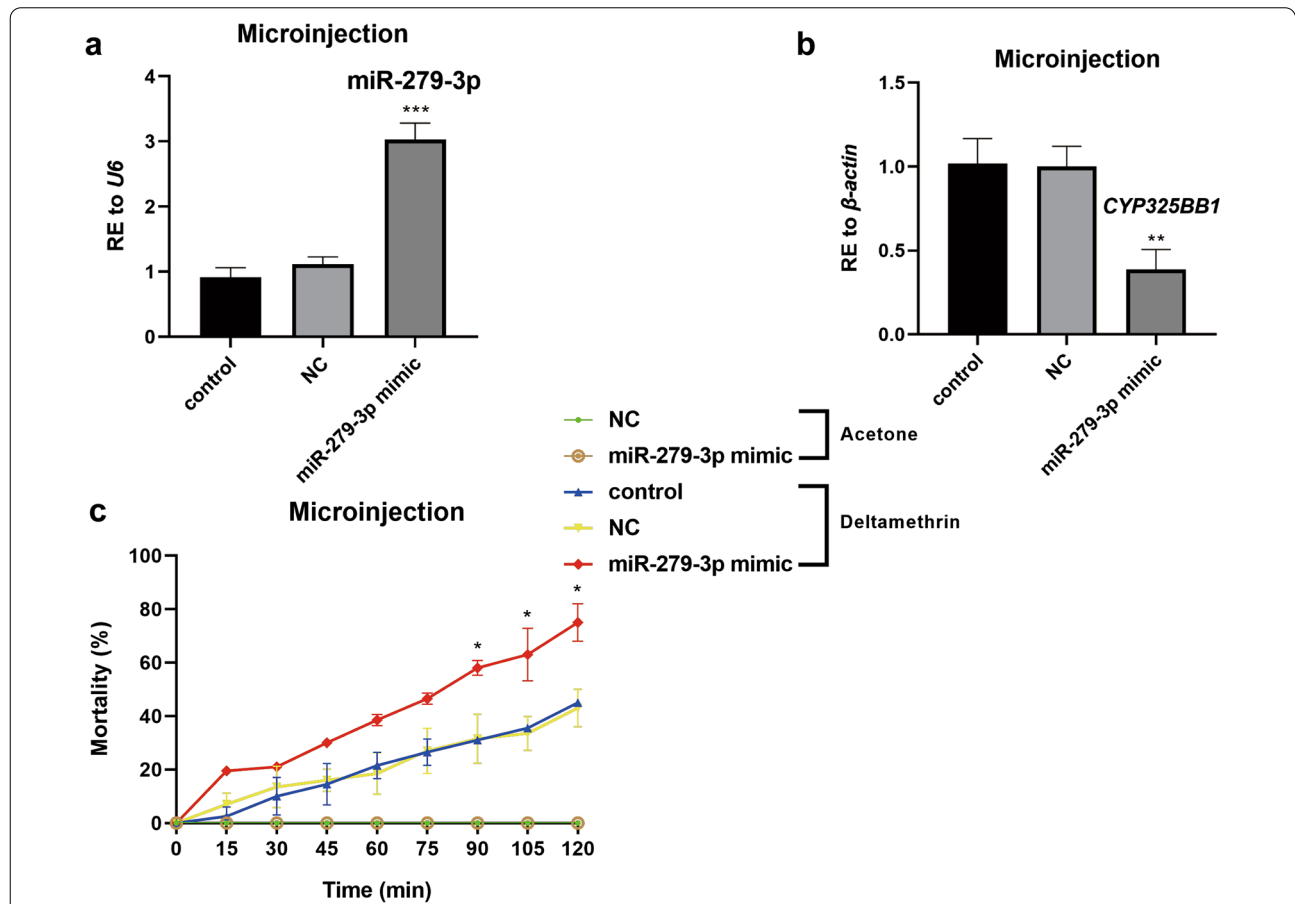 a
Microinjection
miR-279-3p
***
RE to U6
4
3
2
1
0
control
NC
miR-279-3p mimic
b
Microinjection
CYP325BB1
**
RE to β-actin
1.5
1.0
0.5
0.0
control
NC
miR-279-3p mimic
NC
miR-279-3p mimic
Acetone
control
NC
miR-279-3p mimic
Deltamethrin
c
Microinjection
Mortality (%)
100
80
60
40
20
0
* * *
0 15 30 45 60 75 90 105 120
Time (min)